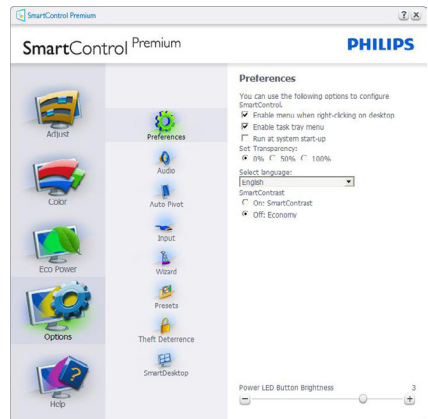 SmartControl Premium
SmartControl Premium
PHILIPS
Adjust
Color
Eco Power
Options
Help
Preferences
Audio
Auto Pivot
Input
Wizard
Presets
Theft Deterrence
SmartDesktop
Preferences
You can use the following options to configure
SmartControl.
Enable menu when right-clicking on desktop
Enable task tray menu
Run at system start-up
Set Transparency:
0% 50% 100%
Select language:
English
SmartContrast
On: SmartContrast
Off: Economy
Power LED Button Brightness 3